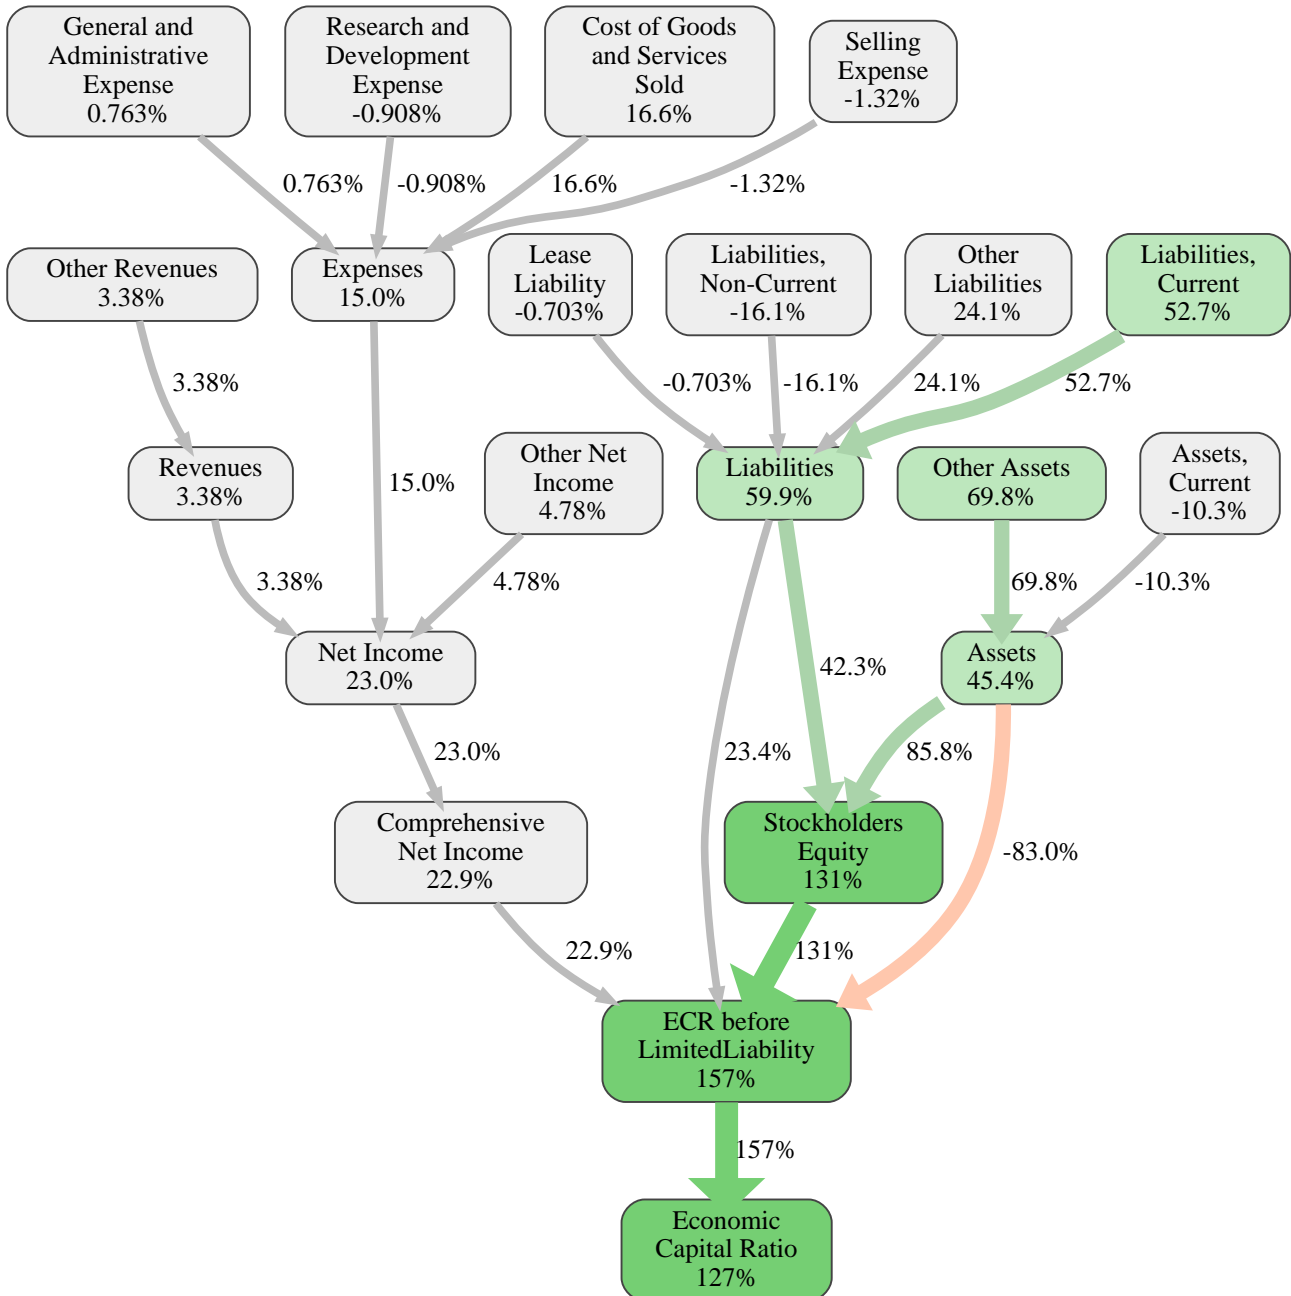 General and
Administrative
Expense
0.763%
Research and
Development
Expense
-0.908%
Cost of Goods
and Services
Sold
16.6%
Selling
Expense
-1.32%
0.763%
-0.908%
16.6%
-1.32%
Other Revenues
3.38%
Expenses
15.0%
Lease
Liability
-0.703%
Liabilities,
Non-Current
-16.1%
Other
Liabilities
24.1%
Liabilities,
Current
52.7%
3.38%
-0.703%
-16.1%
24.1%
52.7%
Revenues
3.38%
15.0%
Other Net
Income
4.78%
Liabilities
59.9%
Other Assets
69.8%
Assets,
Current
-10.3%
3.38%
4.78%
69.8%
-10.3%
Net Income
23.0%
42.3%
Assets
45.4%
23.0%
23.4%
85.8%
Comprehensive
Net Income
22.9%
Stockholders
Equity
131%
-83.0%
22.9%
131%
ECR before
LimitedLiability
157%
157%
Economic
Capital Ratio
127%